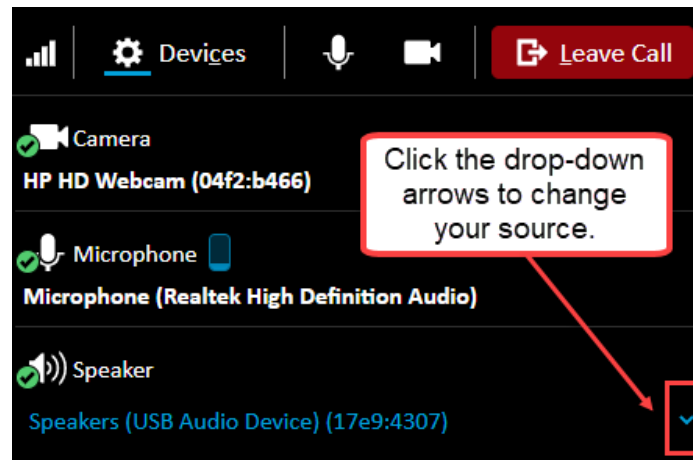 Devices
Leave Call
Camera
HP HD Webcam (04f2:b466)
Click the drop-down
arrows to change
your source.
Microphone
Microphone (Realtek High Definition Audio)
Speaker
Speakers (USB Audio Device) (17e9:4307)